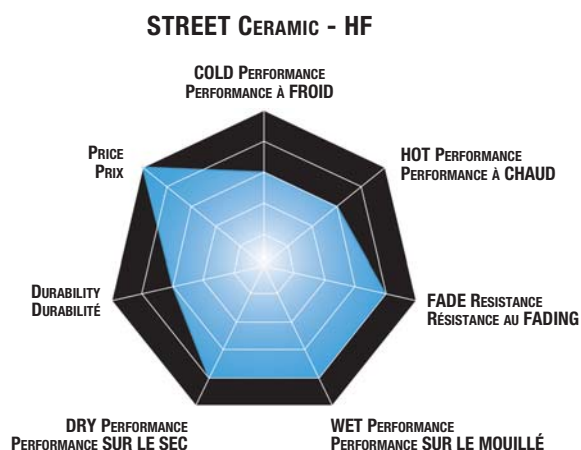 STREET CERAMIC - HF
COLD PERFORMANCE
PERFORMANCE À FROID
PRICE
PRIX
HOT PERFORMANCE
PERFORMANCE À CHAUD
DURABILITY
DURABILITÉ
FADE RESISTANCE
RÉSISTANCE AU FADING
DRY PERFORMANCE
PERFORMANCE SUR LE SEC
WET PERFORMANCE
PERFORMANCE SUR LE MOUILLÉ